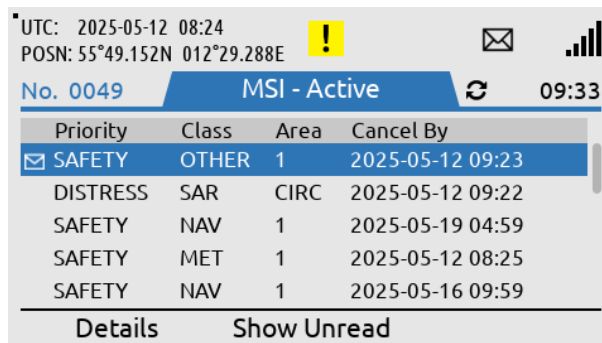 UTC: 2025-05-12 08:24
POSN: 55°49.152N 012°29.288E
!
No. 0049 MSI - Active 09:33
Priority Class Area Cancel By
SAFETY OTHER 1 2025-05-12 09:23
DISTRESS SAR CIRC 2025-05-12 09:22
SAFETY NAV 1 2025-05-19 04:59
SAFETY MET 1 2025-05-12 08:25
SAFETY NAV 1 2025-05-16 09:59
Details Show Unread